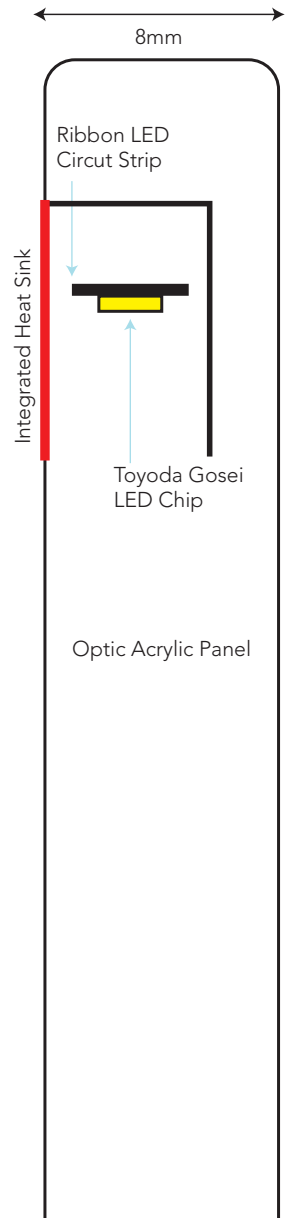 8mm
Ribbon LED
Circut Strip
Integrated Heat Sink
Toyoda Gosei
LED Chip
Optic Acrylic Panel